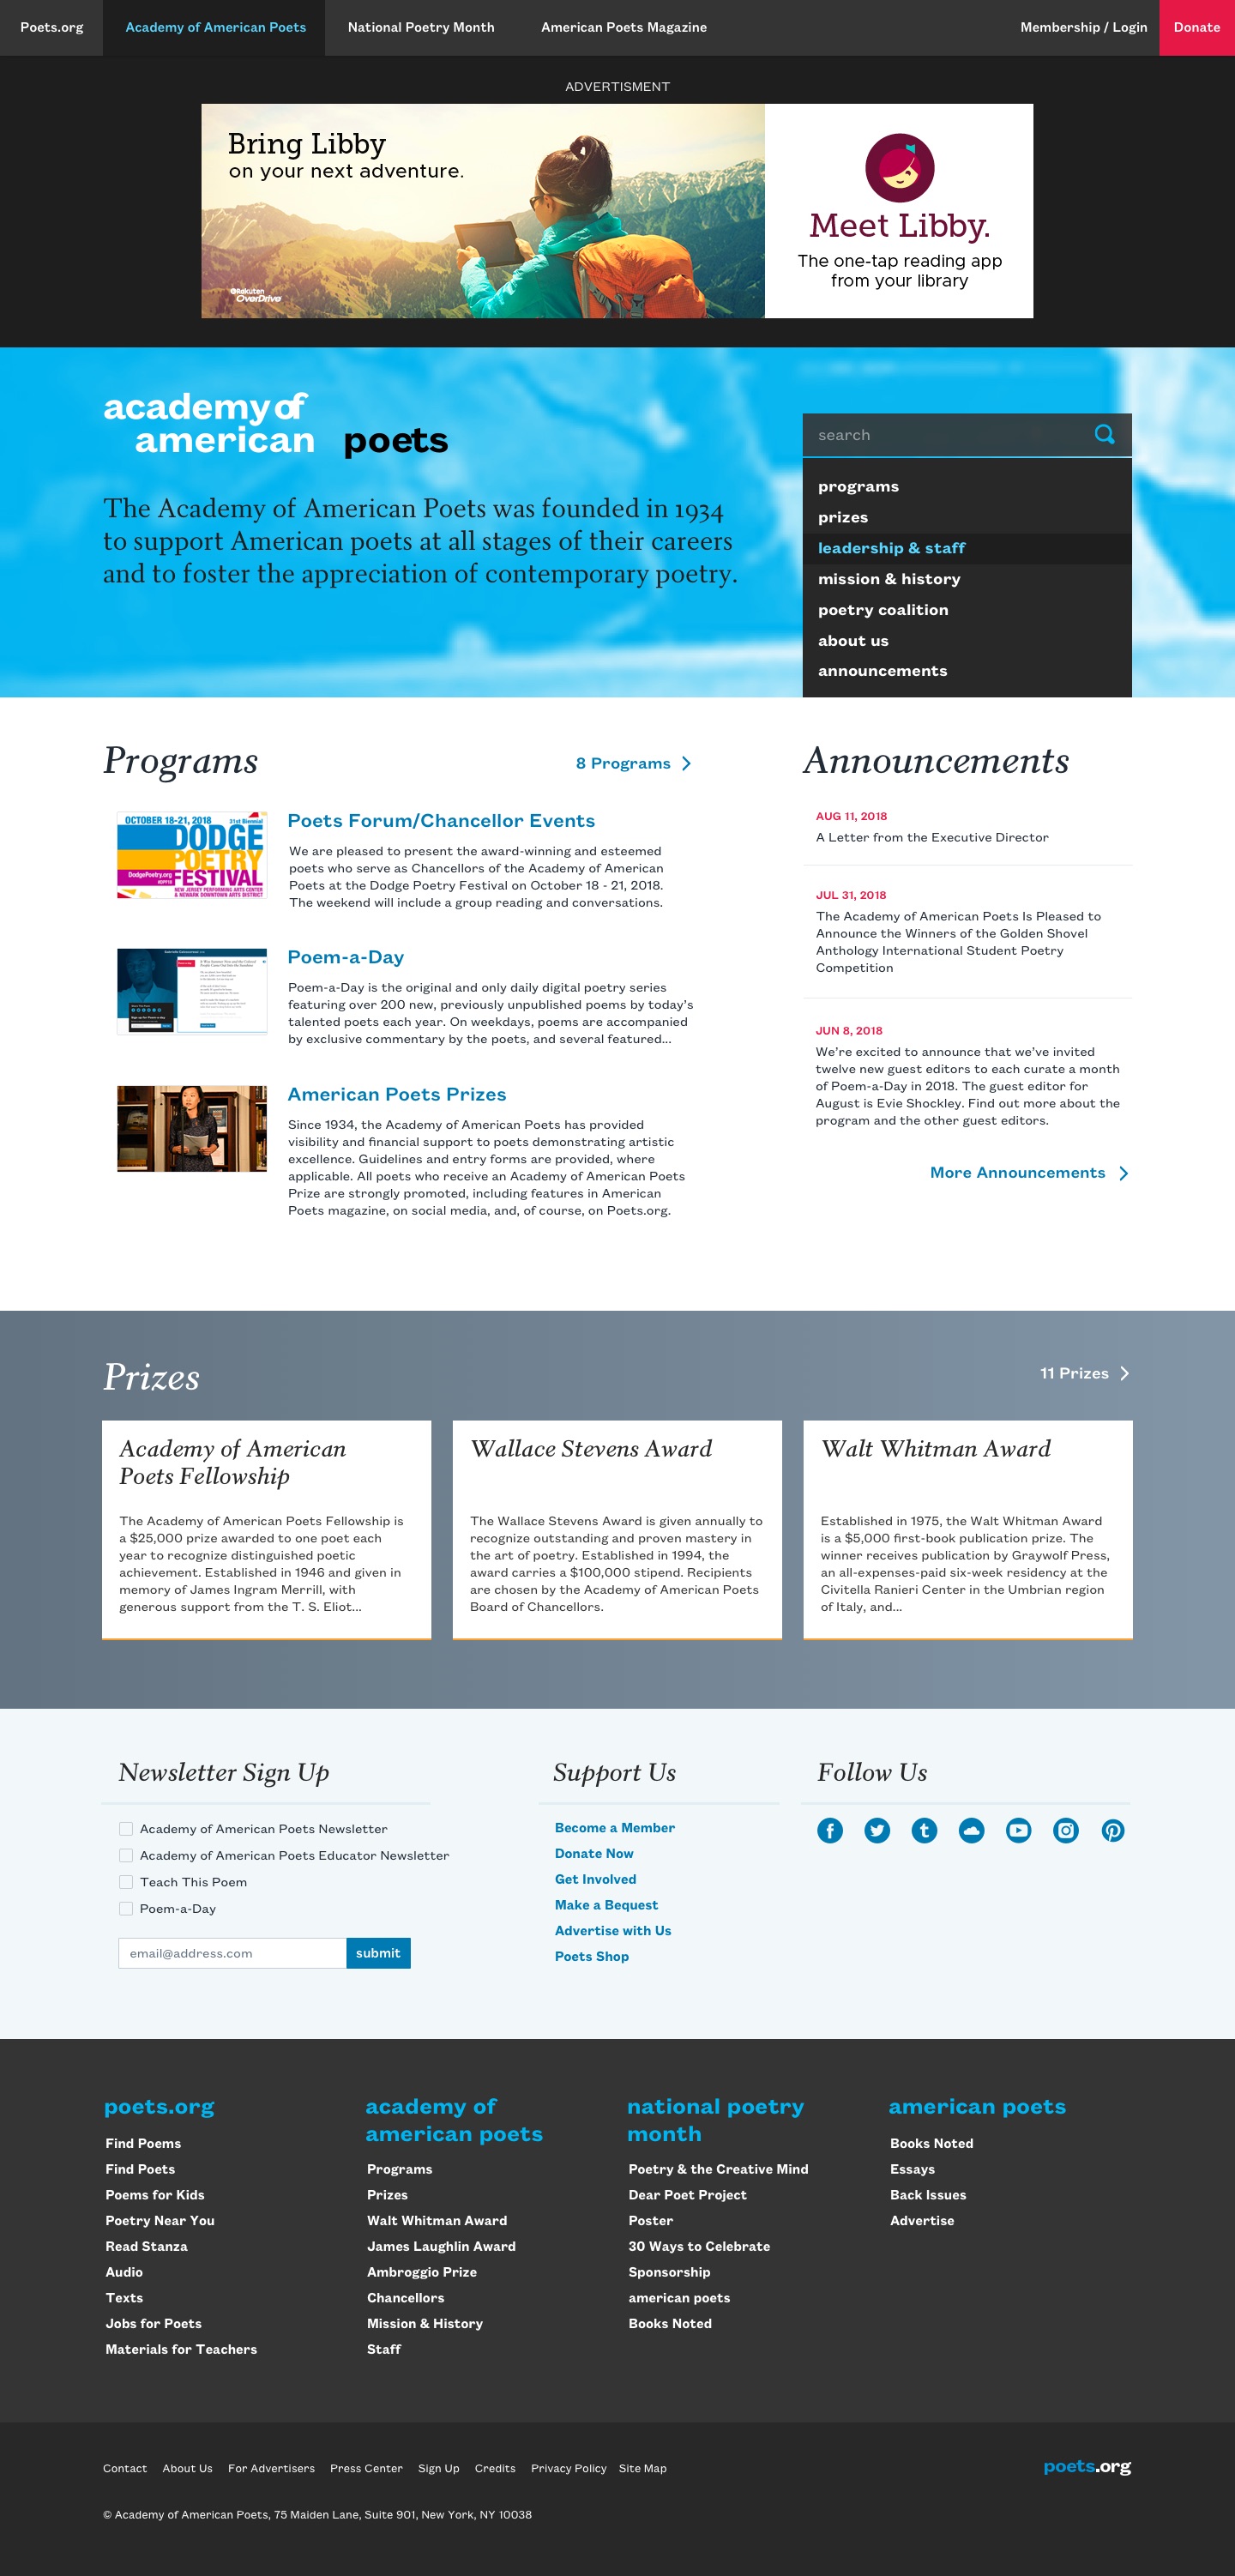 Poets.org
Academy of American Poets
National Poetry Month
American Poets Magazine
Membership / Login
Donate
ADVERTISMENT
Bring Libby
on your next adventure.
Rakuten
OverDrive
Meet Libby.
The one-tap reading app
from your library
academy of
american poets
The Academy of American Poets was founded in 1934
to support American poets at all stages of their careers
and to foster the appreciation of contemporary poetry.
search
programs
prizes
leadership & staff
mission & history
poetry coalition
about us
announcements
Programs
8 Programs
OCTOBER 18-21, 2018
31st Biennial
DODGE
POETRY
FESTIVAL
DodgePoetry.org
NEW JERSEY PERFORMING ARTS CENTER
& NEWARK DOWNTOWN ARTS DISTRICT
Poets Forum/Chancellor Events
We are pleased to present the award-winning and esteemed
poets who serve as Chancellors of the Academy of American
Poets at the Dodge Poetry Festival on October 18 - 21, 2018.
The weekend will include a group reading and conversations.
Poem-a-Day
Poem-a-Day is the original and only daily digital poetry series
featuring over 200 new, previously unpublished poems by today’s
talented poets each year. On weekdays, poems are accompanied
by exclusive commentary by the poets, and several featured...
American Poets Prizes
Since 1934, the Academy of American Poets has provided
visibility and financial support to poets demonstrating artistic
excellence. Guidelines and entry forms are provided, where
applicable. All poets who receive an Academy of American Poets
Prize are strongly promoted, including features in American
Poets magazine, on social media, and, of course, on Poets.org.
Announcements
AUG 11, 2018
A Letter from the Executive Director
JUL 31, 2018
The Academy of American Poets Is Pleased to
Announce the Winners of the Golden Shovel
Anthology International Student Poetry
Competition
JUN 8, 2018
We’re excited to announce that we’ve invited
twelve new guest editors to each curate a month
of Poem-a-Day in 2018. The guest editor for
August is Evie Shockley. Find out more about the
program and the other guest editors.
More Announcements
Prizes
11 Prizes
Academy of American
Poets Fellowship
The Academy of American Poets Fellowship is
a $25,000 prize awarded to one poet each
year to recognize distinguished poetic
achievement. Established in 1946 and given in
memory of James Ingram Merrill, with
generous support from the T. S. Eliot...
Wallace Stevens Award
The Wallace Stevens Award is given annually to
recognize outstanding and proven mastery in
the art of poetry. Established in 1994, the
award carries a $100,000 stipend. Recipients
are chosen by the Academy of American Poets
Board of Chancellors.
Walt Whitman Award
Established in 1975, the Walt Whitman Award
is a $5,000 first-book publication prize. The
winner receives publication by Graywolf Press,
an all-expenses-paid six-week residency at the
Civitella Ranieri Center in the Umbrian region
of Italy, and...
Newsletter Sign Up
Academy of American Poets Newsletter
Academy of American Poets Educator Newsletter
Teach This Poem
Poem-a-Day
email@address.com
submit
Support Us
Become a Member
Donate Now
Get Involved
Make a Bequest
Advertise with Us
Poets Shop
Follow Us
poets.org
Find Poems
Find Poets
Poems for Kids
Poetry Near You
Read Stanza
Audio
Texts
Jobs for Poets
Materials for Teachers
academy of
american poets
Programs
Prizes
Walt Whitman Award
James Laughlin Award
Ambroggio Prize
Chancellors
Mission & History
Staff
national poetry
month
Poetry & the Creative Mind
Dear Poet Project
Poster
30 Ways to Celebrate
Sponsorship
american poets
Books Noted
american poets
Books Noted
Essays
Back Issues
Advertise
Contact
About Us
For Advertisers
Press Center
Sign Up
Credits
Privacy Policy
Site Map
poets.org
© Academy of American Poets, 75 Maiden Lane, Suite 901, New York, NY 10038